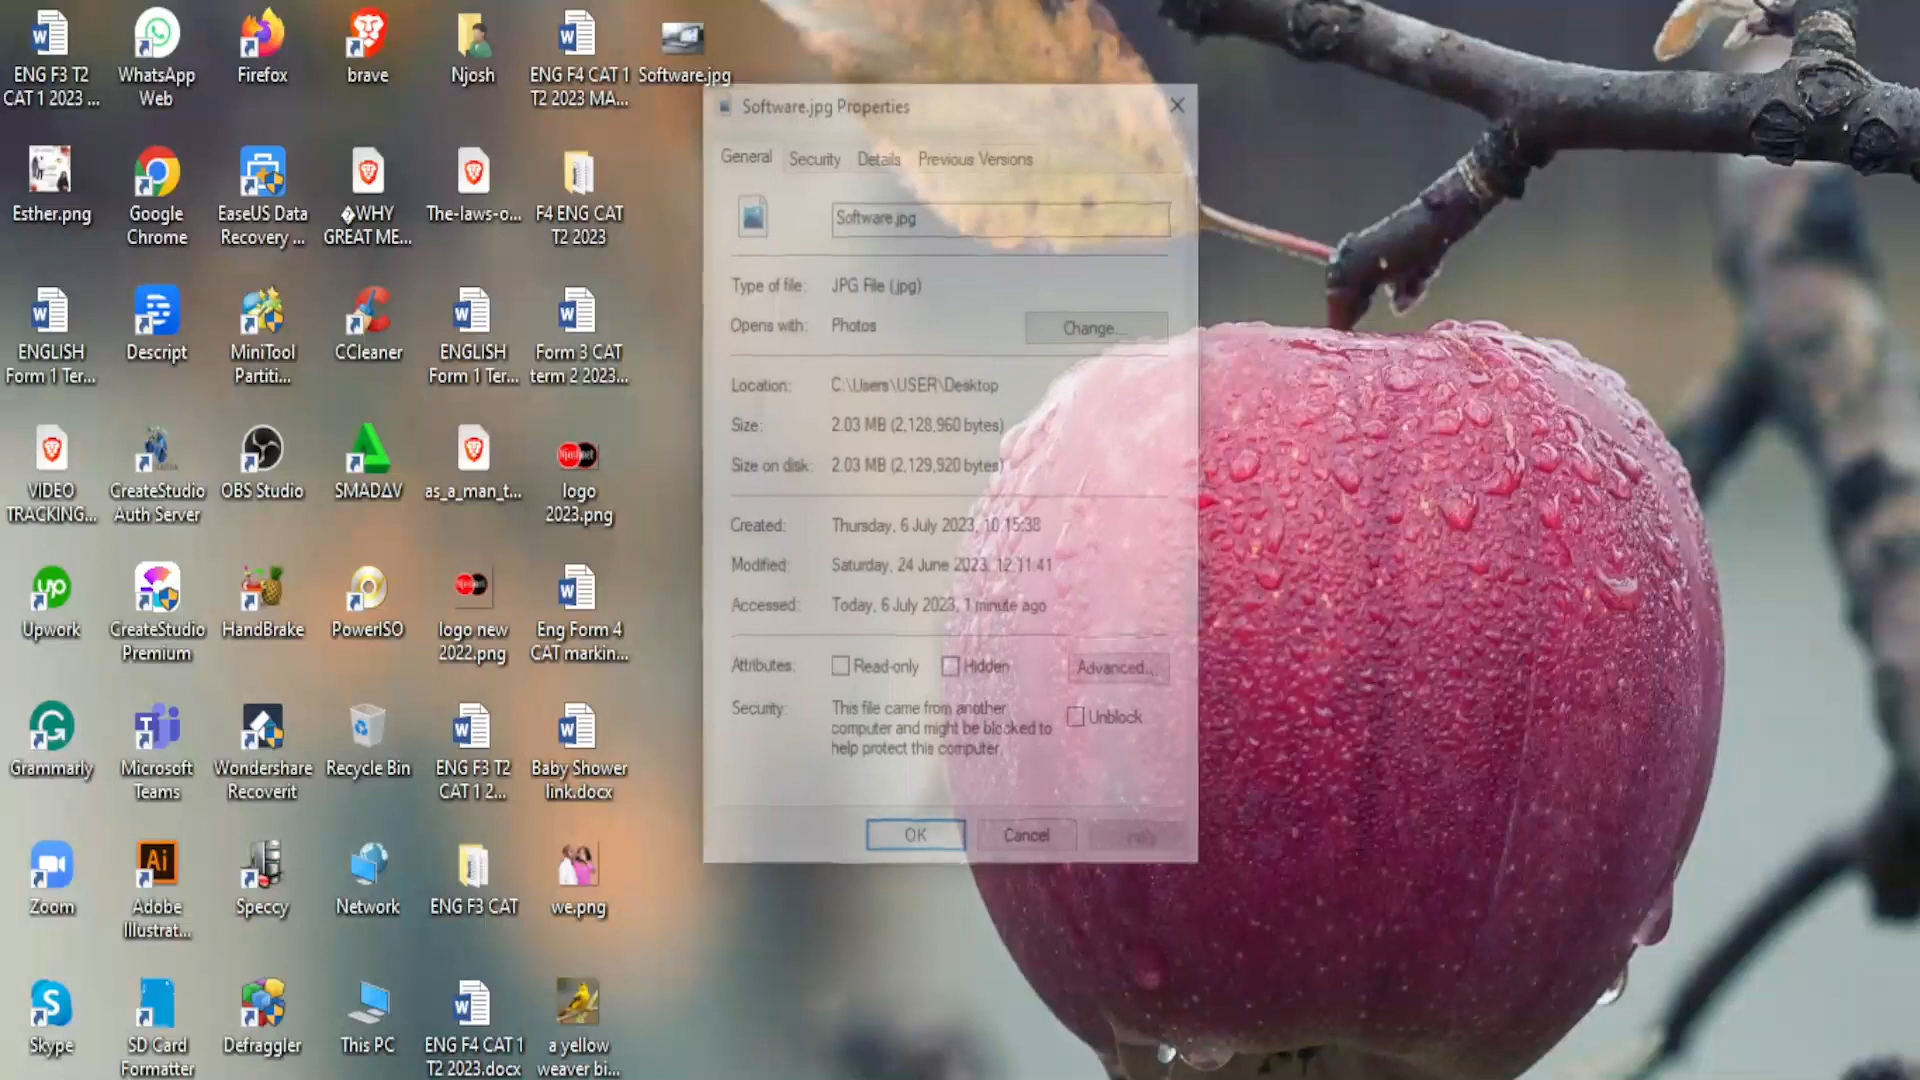 ENG F3 T2
CAT 1 2023 ...
WhatsApp
Web
Firefox
brave
Njosh
ENG F4 CAT 1
T2 2023 MA...
Software.jpg
Esther.png
Google
Chrome
EaseUS Data
Recovery ...
�WHY
GREAT ME...
The-laws-o...
F4 ENG CAT
T2 2023
ENGLISH
Form 1 Ter...
Descript
MiniTool
Partiti...
CCleaner
ENGLISH
Form 1 Ter...
Form 3 CAT
term 2 2023...
VIDEO
TRACKING...
CreateStudio
Auth Server
OBS Studio
SMADΔV
as_a_man_t...
logo
2023.png
Upwork
CreateStudio
Premium
HandBrake
PowerISO
logo new
2022.png
Eng Form 4
CAT markin...
Grammarly
Microsoft
Teams
Wondershare
Recoverit
Recycle Bin
ENG F3 T2
CAT 1 2...
Baby Shower
link.docx
Zoom
Adobe
Illustrat...
Speccy
Network
ENG F3 CAT
we.png
Skype
SD Card
Formatter
Defraggler
This PC
ENG F4 CAT 1
T2 2023.docx
a yellow
weaver bi...
Software.jpg Properties
General Security Details Previous Versions
Software.jpg
Type of file: JPG File (.jpg)
Opens with: Photos Change...
Location: C:\Users\USER\Desktop
Size: 2.03 MB (2,128,960 bytes)
Size on disk: 2.03 MB (2,129,920 bytes)
Created: Thursday, 6 July 2023, 10:15:38
Modified: Saturday, 24 June 2023, 12:11:41
Accessed: Today, 6 July 2023, 1 minute ago
Attributes: Read-only Hidden Advanced...
Security: This file came from another
computer and might be blocked to
help protect this computer.
Unblock
OK Cancel